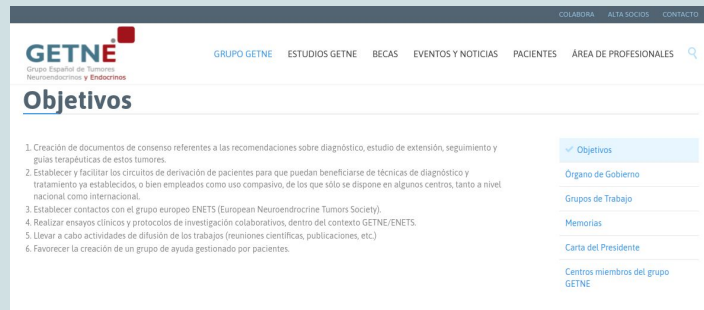 COLABORA ALTA SOCIOS CONTACTO
GETNE
Grupo Español de Tumores
Neuroendocrinos y Endocrinos
GRUPO GETNE ESTUDIOS GETNE BECAS EVENTOS Y NOTICIAS PACIENTES ÁREA DE PROFESIONALES
Objetivos
1. Creación de documentos de consenso referentes a las recomendaciones sobre diagnóstico, estudio de extensión, seguimiento y
guías terapéuticas de estos tumores.
2. Establecer y facilitar los circuitos de derivación de pacientes para que puedan beneficiarse de técnicas de diagnóstico y
tratamiento ya establecidos, o bien empleados como uso compasivo, de los que sólo se dispone en algunos centros, tanto a nivel
nacional como internacional.
3. Establecer contactos con el grupo europeo ENETS (European Neuroendrocrine Tumors Society).
4. Realizar ensayos clínicos y protocolos de investigación colaborativos, dentro del contexto GETNE/ENETS.
5. Llevar a cabo actividades de difusión de los trabajos (reuniones científicas, publicaciones, etc.)
6. Favorecer la creación de un grupo de ayuda gestionado por pacientes.
Objetivos
Órgano de Gobierno
Grupos de Trabajo
Memorias
Carta del Presidente
Centros miembros del grupo
GETNE